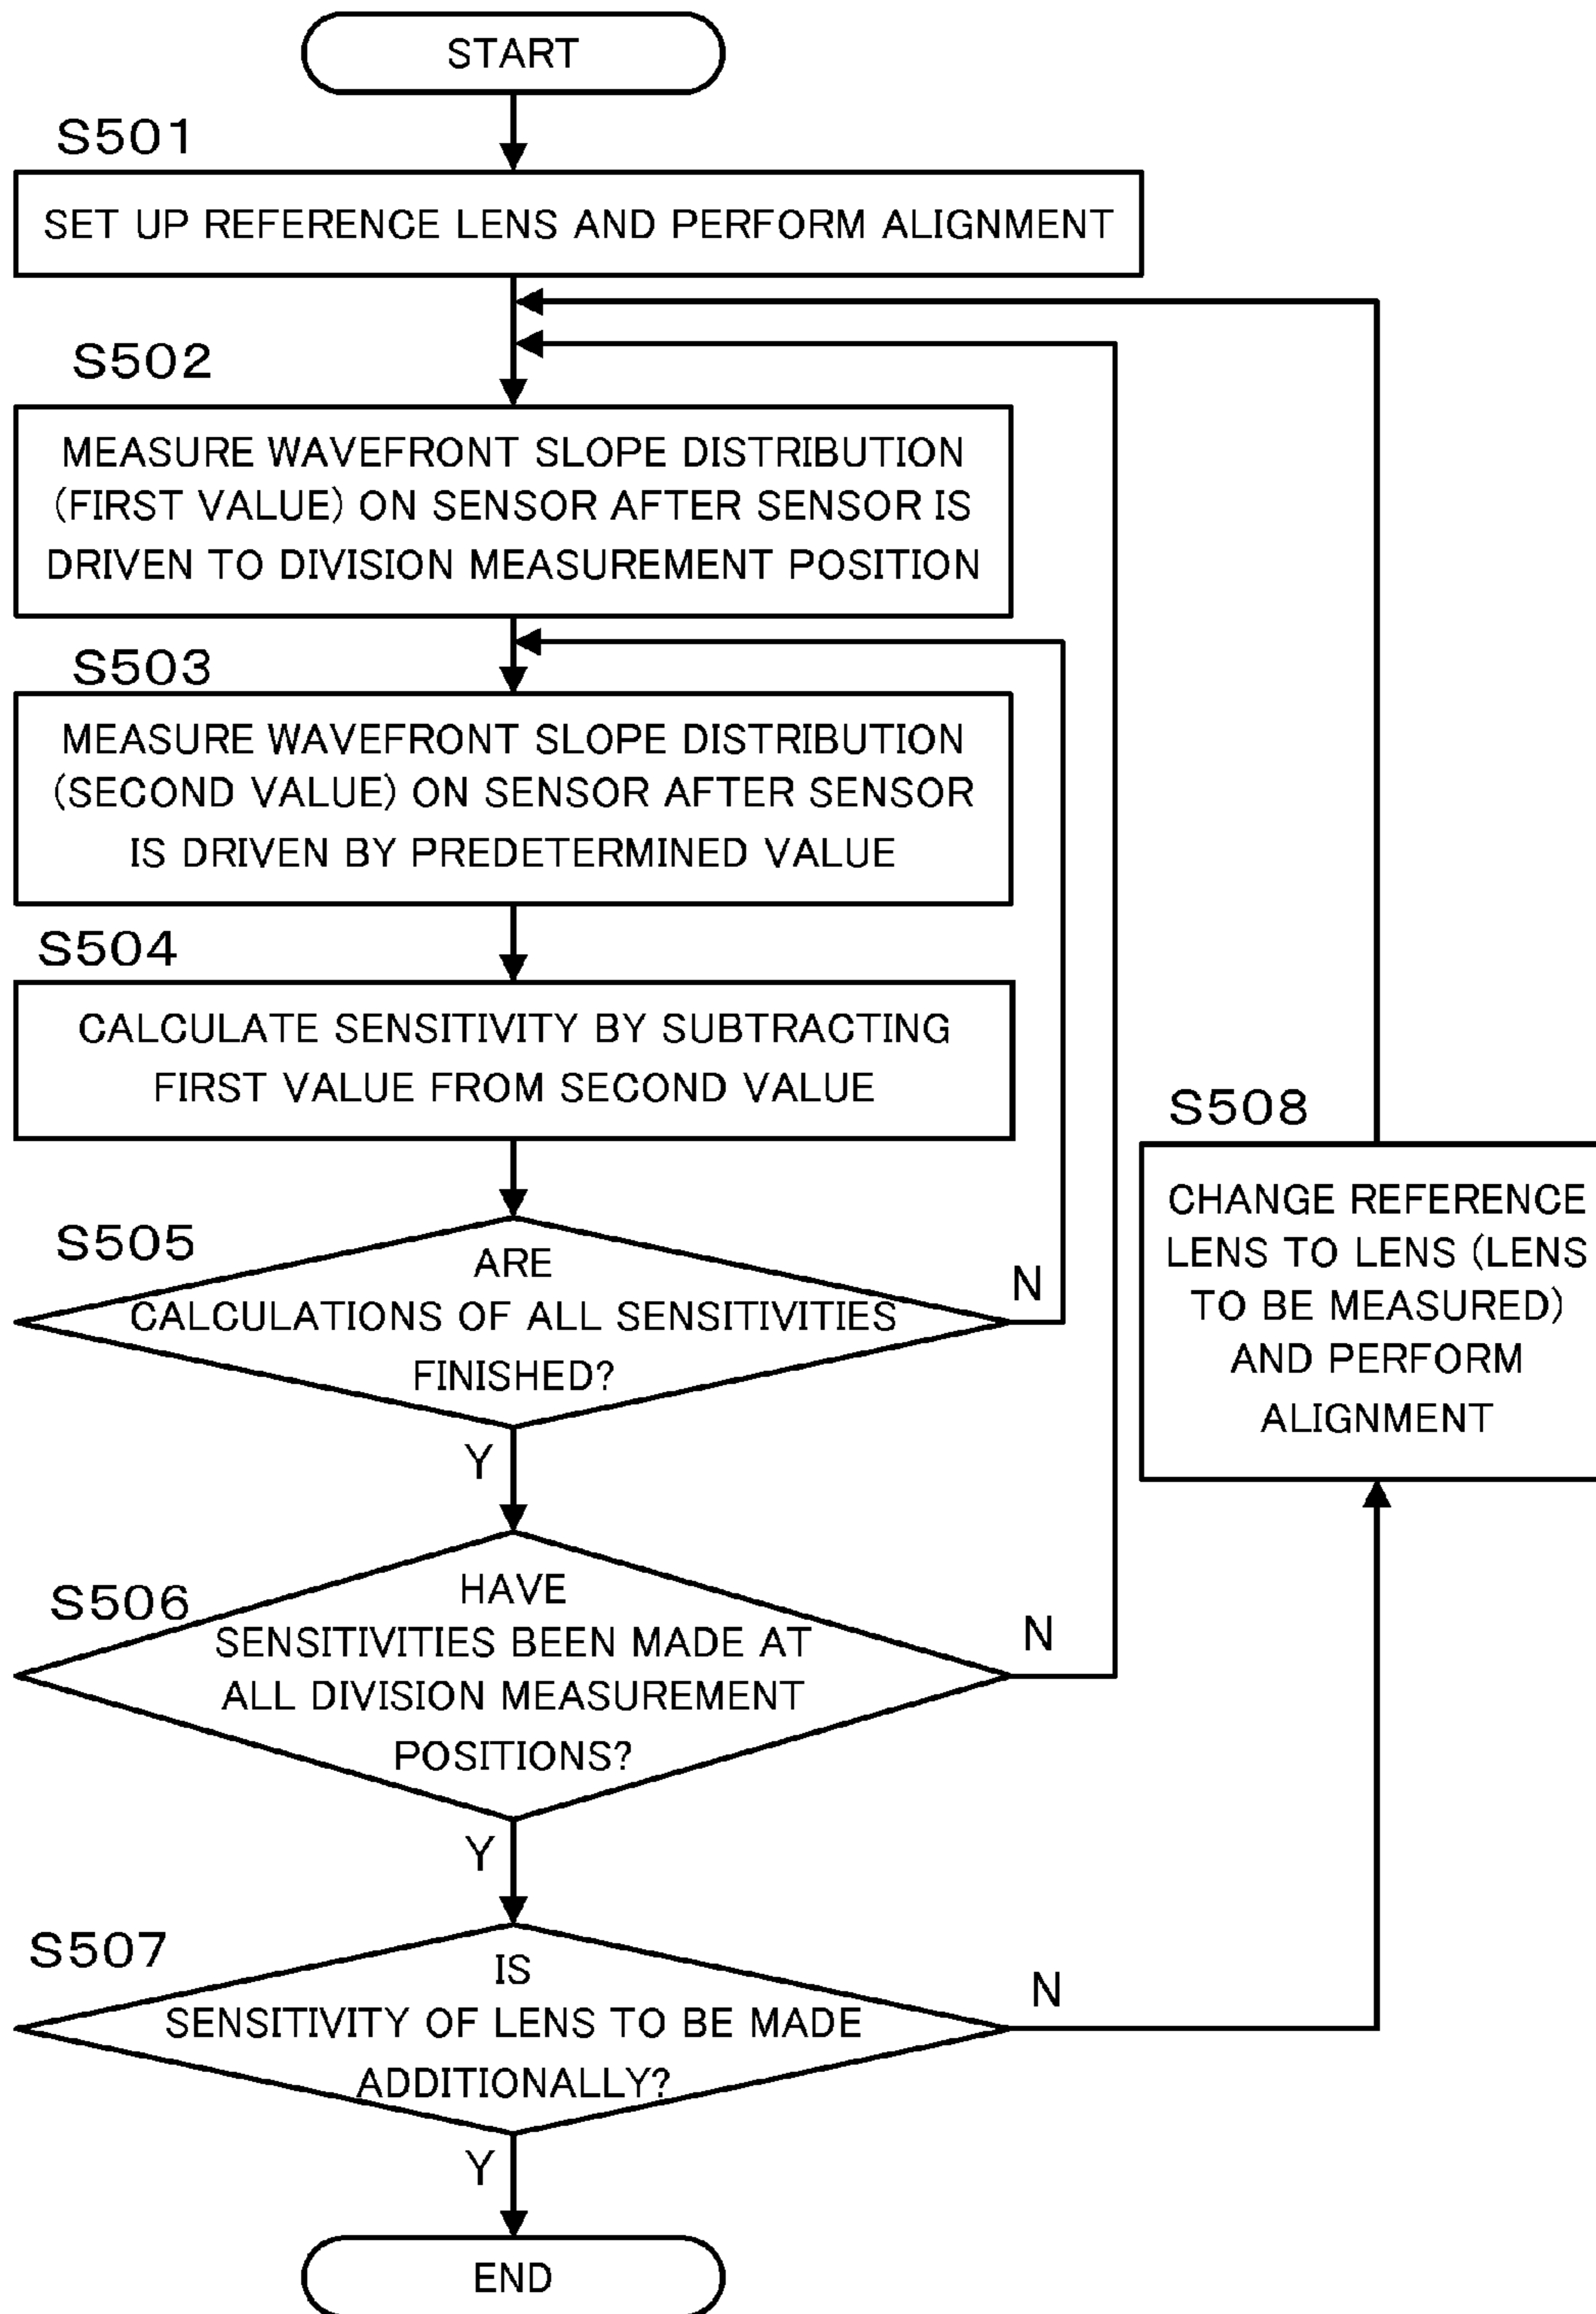 START
S501
SET UP REFERENCE LENS AND PERFORM ALIGNMENT
S502
MEASURE WAVEFRONT SLOPE DISTRIBUTION
(FIRST VALUE) ON SENSOR AFTER SENSOR IS
DRIVEN TO DIVISION MEASUREMENT POSITION
S503
MEASURE WAVEFRONT SLOPE DISTRIBUTION
(SECOND VALUE) ON SENSOR AFTER SENSOR
IS DRIVEN BY PREDETERMINED VALUE
S504
CALCULATE SENSITIVITY BY SUBTRACTING
FIRST VALUE FROM SECOND VALUE
S505
ARE
CALCULATIONS OF ALL SENSITIVITIES
FINISHED?
N
Y
S506
HAVE
SENSITIVITIES BEEN MADE AT
ALL DIVISION MEASUREMENT
POSITIONS?
N
Y
S507
IS
SENSITIVITY OF LENS TO BE MADE
ADDITIONALLY?
N
Y
S508
CHANGE REFERENCE
LENS TO LENS (LENS
TO BE MEASURED)
AND PERFORM
ALIGNMENT
END